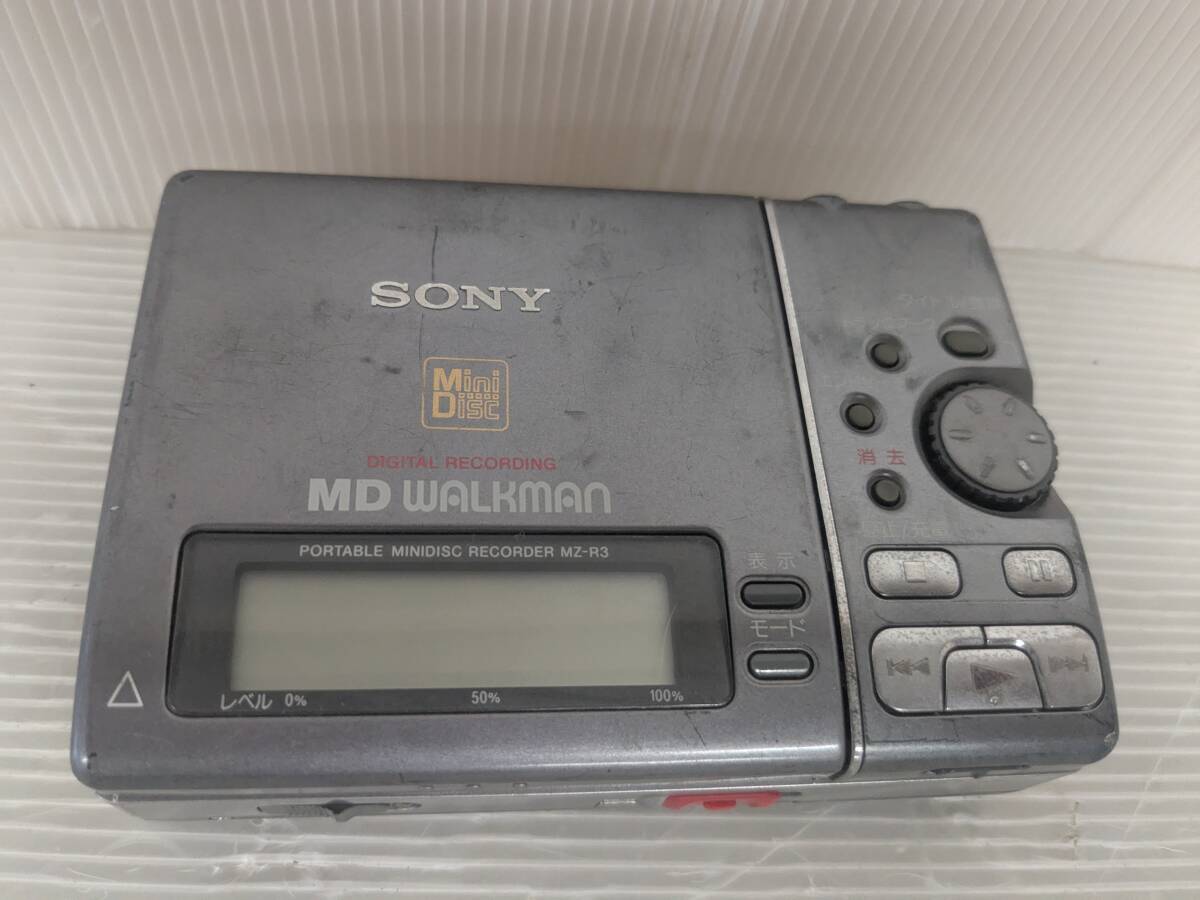 SONY
Mini
Disc
DIGITAL RECORDING
MD WALKMAN
PORTABLE MINIDISC RECORDER MZ-R3
レベル 0% 50% 100%
表示
モード
消去